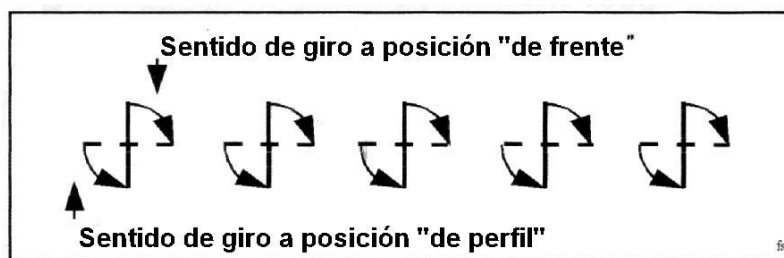 Sentido de giro a posición "de frente"
Sentido de giro a posición "de perfil"